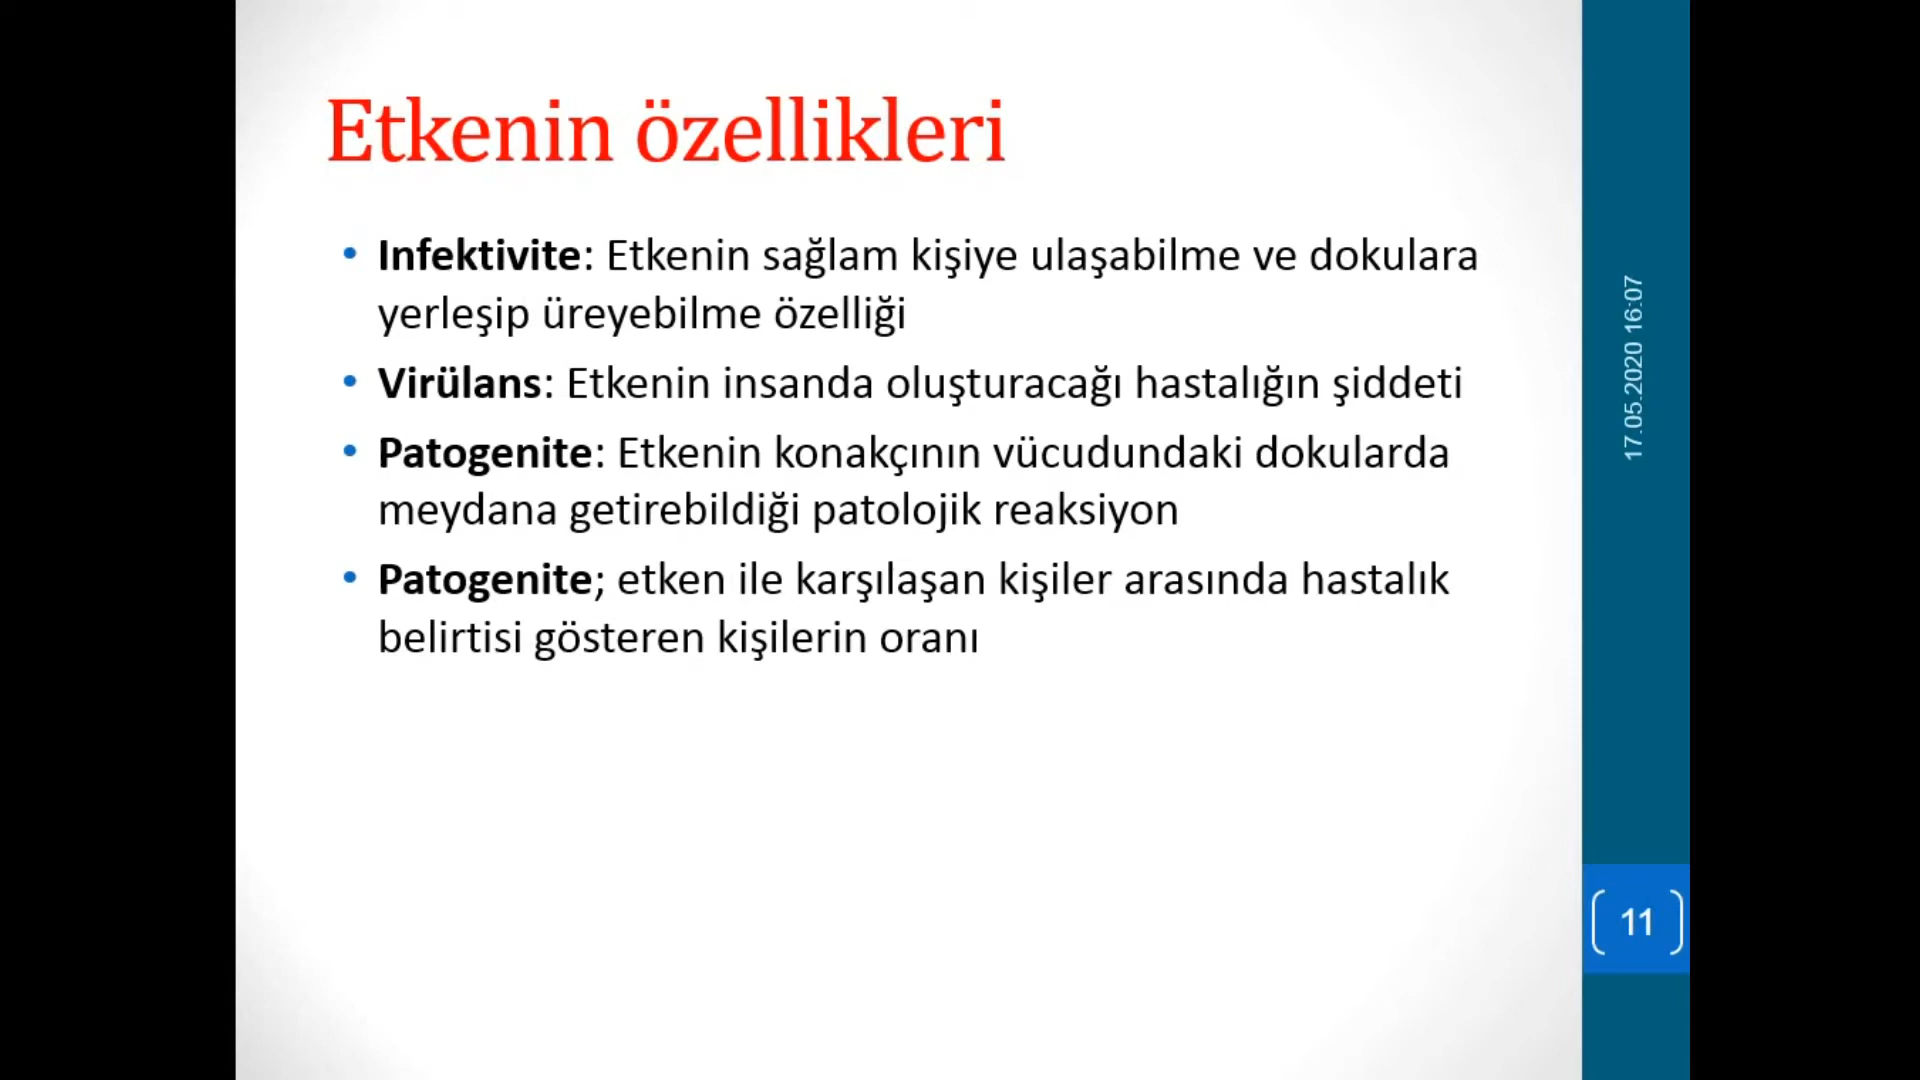 Etkenin özellikleri
• Infektivite: Etkenin sağlam kişiye ulaşabilme ve dokulara
yerleşip üreyebilme özelliği
• Virülans: Etkenin insanda oluşturacağı hastalığın şiddeti
• Patogenite: Etkenin konakçının vücudundaki dokularda
meydana getirebildiği patolojik reaksiyon
• Patogenite; etken ile karşılaşan kişiler arasında hastalık
belirtisi gösteren kişilerin oranı
17.05.2020 16:07
11